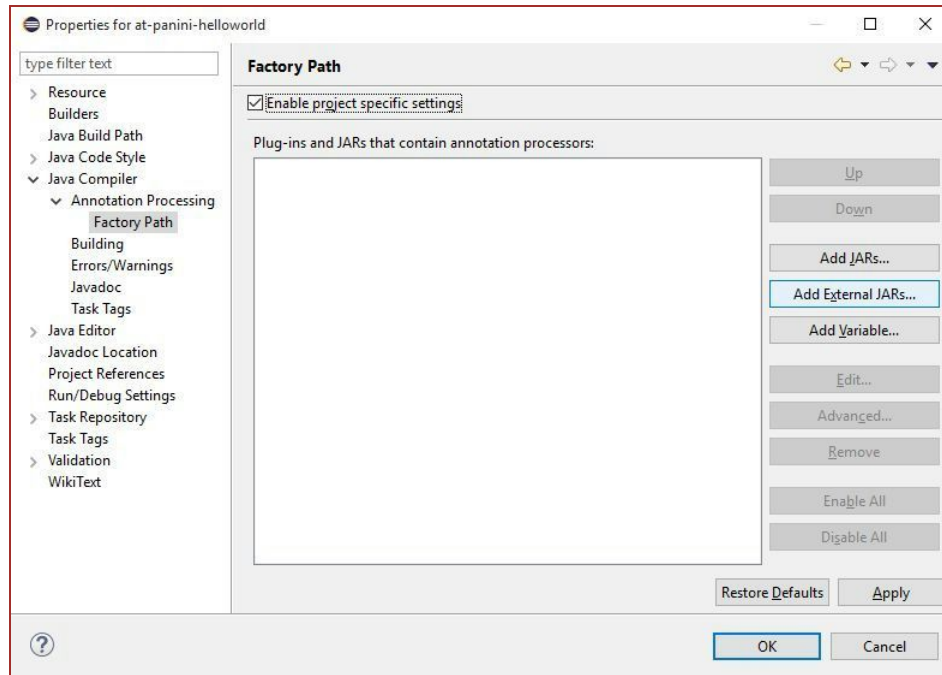 Properties for at-panini-helloworld
type filter text
Resource
Builders
Java Build Path
Java Code Style
Java Compiler
Annotation Processing
Factory Path
Building
Errors/Warnings
Javadoc
Task Tags
Java Editor
Javadoc Location
Project References
Run/Debug Settings
Task Repository
Task Tags
Validation
WikiText
Factory Path
Enable project specific settings
Plug-ins and JARs that contain annotation processors:
Up
Down
Add JARs...
Add External JARs...
Add Variable...
Edit...
Advanced...
Remove
Enable All
Disable All
Restore Defaults
Apply
?
OK
Cancel